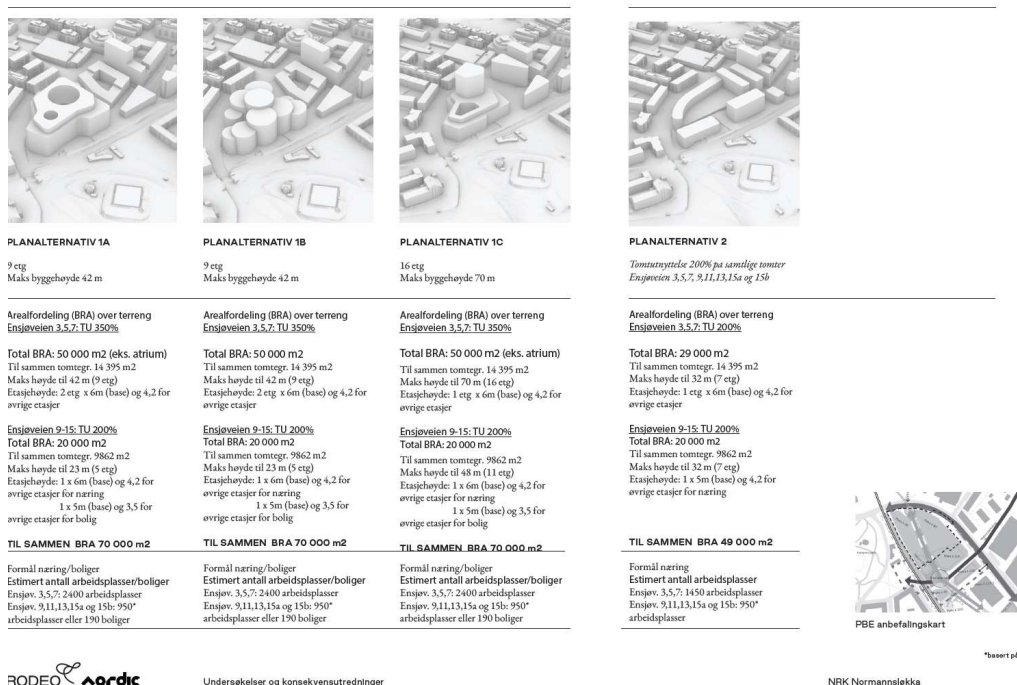 PLANALTERNATIV 1A
9 etg
Maks byggehøyde 42 m
Arealfordeling (BRA) over terreng
Ensjøveien 3,5,7: TU 350%
Total BRA: 50 000 m2 (eks. atrium)
Til sammen tomtegr. 14 395 m2
Maks høyde til 42 m (9 etg)
Etasjehøyde: 2 etg x 6m (base) og 4,2 for
øvrige etasjer
Ensjøveien 9-15: TU 200%
Total BRA: 20 000 m2
Til sammen tomtegr. 9862 m2
Maks høyde til 23 m (5 etg)
Etasjehøyde: 1 x 6m (base) og 4,2 for
øvrige etasjer for næring
1 x 5m (base) og 3,5 for
øvrige etasjer for bolig
TIL SAMMEN BRA 70 000 m2
Formål næring/boliger
Estimert antall arbeidsplasser/boliger
Ensjøv. 3,5,7: 2400 arbeidsplasser
Ensjøv. 9,11,13,15a og 15b: 950*
arbeidsplasser eller 190 boliger
PLANALTERNATIV 1B
9 etg
Maks byggehøyde 42 m
Arealfordeling (BRA) over terreng
Ensjøveien 3,5,7: TU 350%
Total BRA: 50 000 m2
Til sammen tomtegr. 14 395 m2
Maks høyde til 42 m (9 etg)
Etasjehøyde: 2 etg x 6m (base) og 4,2 for
øvrige etasjer
Ensjøveien 9-15: TU 200%
Total BRA: 20 000 m2
Til sammen tomtegr. 9862 m2
Maks høyde til 23 m (5 etg)
Etasjehøyde: 1 x 6m (base) og 4,2 for
øvrige etasjer for næring
1 x 5m (base) og 3,5 for
øvrige etasjer for bolig
TIL SAMMEN BRA 70 000 m2
Formål næring/boliger
Estimert antall arbeidsplasser/boliger
Ensjøv. 3,5,7: 2400 arbeidsplasser
Ensjøv. 9,11,13,15a og 15b: 950*
arbeidsplasser eller 190 boliger
PLANALTERNATIV 1C
16 etg
Maks byggehøyde 70 m
Arealfordeling (BRA) over terreng
Ensjøveien 3,5,7: TU 350%
Total BRA: 50 000 m2 (eks. atrium)
Til sammen tomtegr. 14 395 m2
Maks høyde til 70 m (16 etg)
Etasjehøyde: 1 etg x 6m (base) og 4,2 for
øvrige etasjer
Ensjøveien 9-15: TU 200%
Total BRA: 20 000 m2
Til sammen tomtegr. 9862 m2
Maks høyde til 48 m (11 etg)
Etasjehøyde: 1 x 6m (base) og 4,2 for
øvrige etasjer for næring
1 x 5m (base) og 3,5 for
øvrige etasjer for bolig
TIL SAMMEN BRA 70 000 m2
Formål næring/boliger
Estimert antall arbeidsplasser/boliger
Ensjøv. 3,5,7: 2400 arbeidsplasser
Ensjøv. 9,11,13,15a og 15b: 950*
arbeidsplasser eller 190 boliger
PLANALTERNATIV 2
Tomtutnyttelse 200% pa samtlige tomter
Ensjøveien 3,5,7, 9,11,13,15a og 15b
Arealfordeling (BRA) over terreng
Ensjøveien 3,5,7: TU 200%
Total BRA: 29 000 m2
Til sammen tomtegr. 14 395 m2
Maks høyde til 32 m (7 etg)
Etasjehøyde: 1 etg x 6m (base) og 4,2 for
øvrige etasjer
Ensjøveien 9-15: TU 200%
Total BRA: 20 000 m2
Til sammen tomtegr. 9862 m2
Maks høyde til 32 m (7 etg)
Etasjehøyde: 1 x 5m (base) og 4,2 for
øvrige etasjer for næring
TIL SAMMEN BRA 49 000 m2
Formål næring
Estimert antall arbeidsplasser
Ensjøv. 3,5,7: 1450 arbeidsplasser
Ensjøv. 9,11,13,15a og 15b: 950*
arbeidsplasser
PBE anbefalingskart
*basert på
RODEO nordic
Undersøkelser og konsekvensutredninger
NRK Normannsløkka